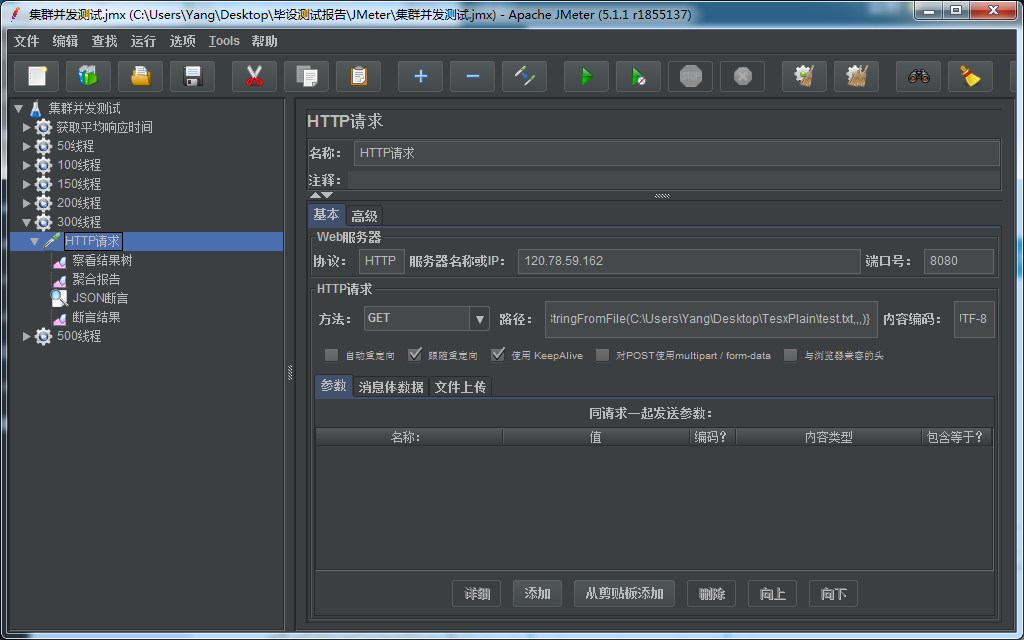 集群并发测试.jmx (C:\Users\Yang\Desktop\毕设测试报告\JMeter\集群并发测试.jmx) - Apache JMeter (5.1.1 r1855137)
文件 编辑 查找 运行 选项 Tools 帮助
STOP
集群并发测试
获取平均响应时间
50线程
100线程
150线程
200线程
300线程
HTTP请求
察看结果树
聚合报告
JSON断言
断言结果
500线程
HTTP请求
名称： HTTP请求
注释：
基本 高级
Web服务器
协议： HTTP 服务器名称或IP： 120.78.59.162 端口号： 8080
HTTP请求
方法： GET 路径： StringFromFile(C:\Users\Yang\Desktop\TesxPlain\test.txt,,,)} 内容编码： UTF-8
自动重定向 跟随重定向 使用 KeepAlive 对POST使用multipart / form-data 与浏览器兼容的头
参数 消息体数据 文件上传
同请求一起发送参数：
名称： 值 编码？ 内容类型 包含等于？
详细 添加 从剪贴板添加 删除 向上 向下